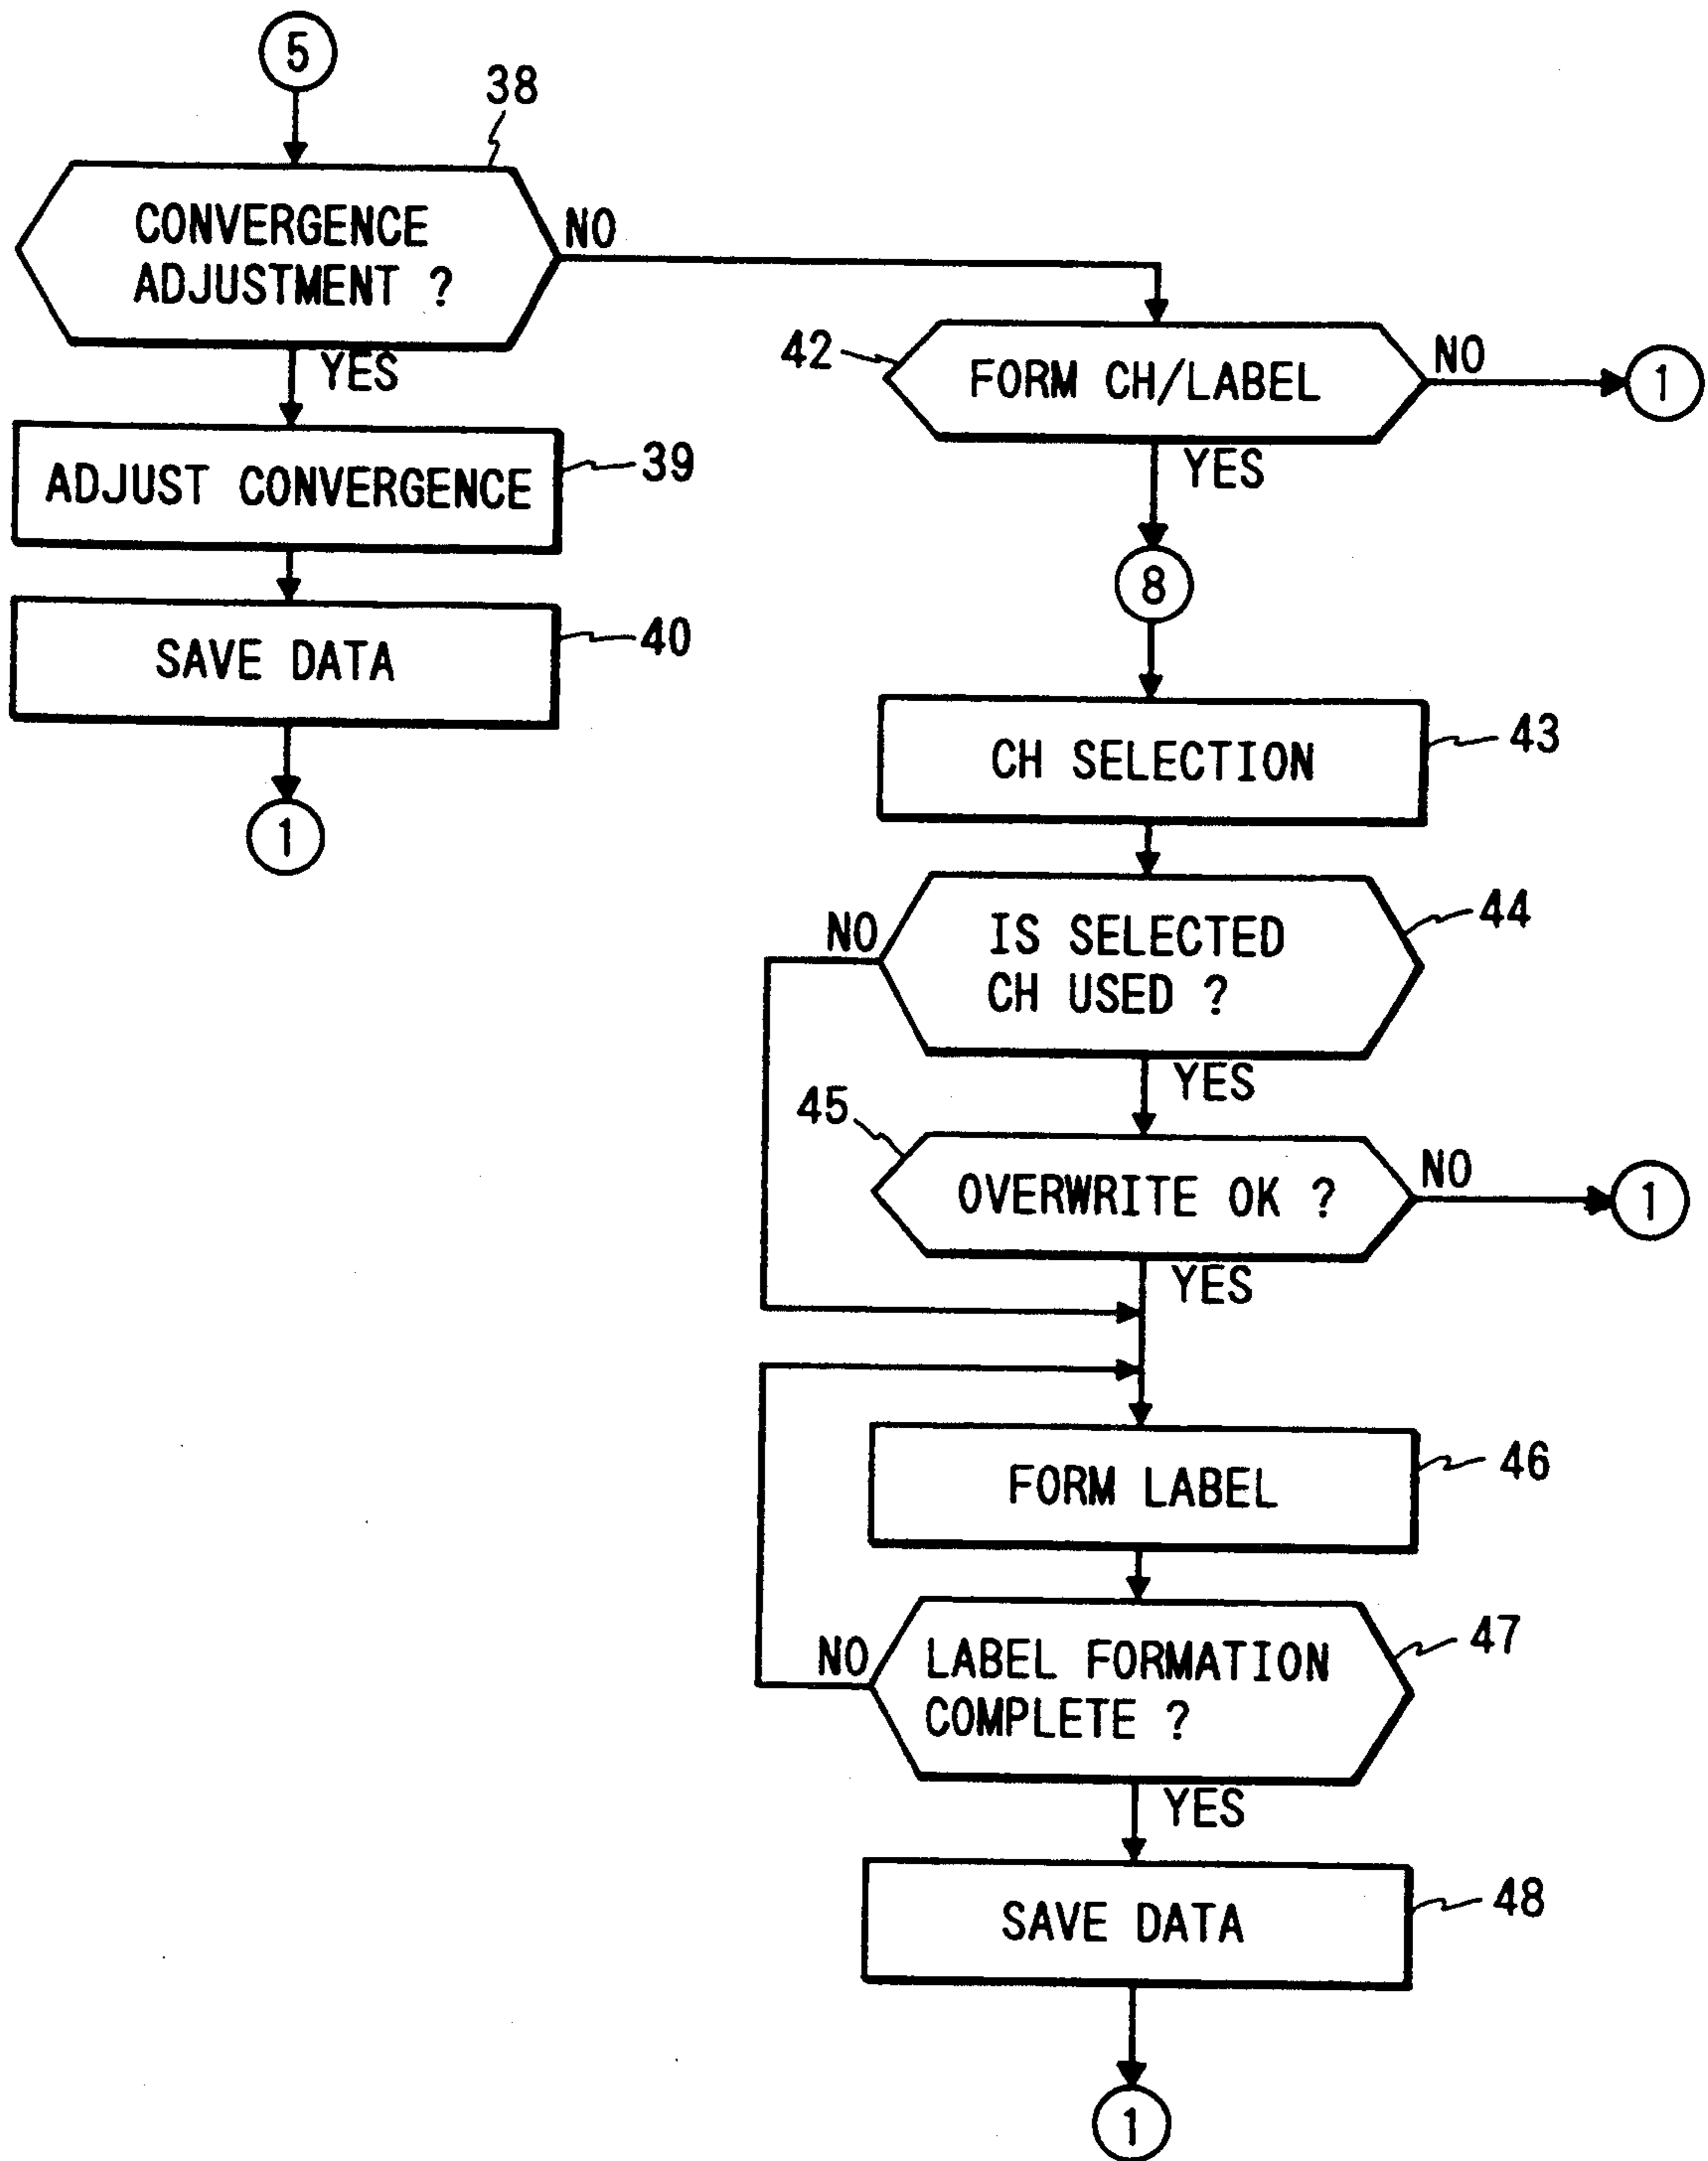 5
38
CONVERGENCE
ADJUSTMENT ?
NO
YES
ADJUST CONVERGENCE
39
SAVE DATA
40
1
42
FORM CH/LABEL
NO
1
YES
8
CH SELECTION
43
NO
IS SELECTED
CH USED ?
44
YES
45
OVERWRITE OK ?
NO
1
YES
FORM LABEL
46
NO
LABEL FORMATION
COMPLETE ?
47
YES
SAVE DATA
48
1